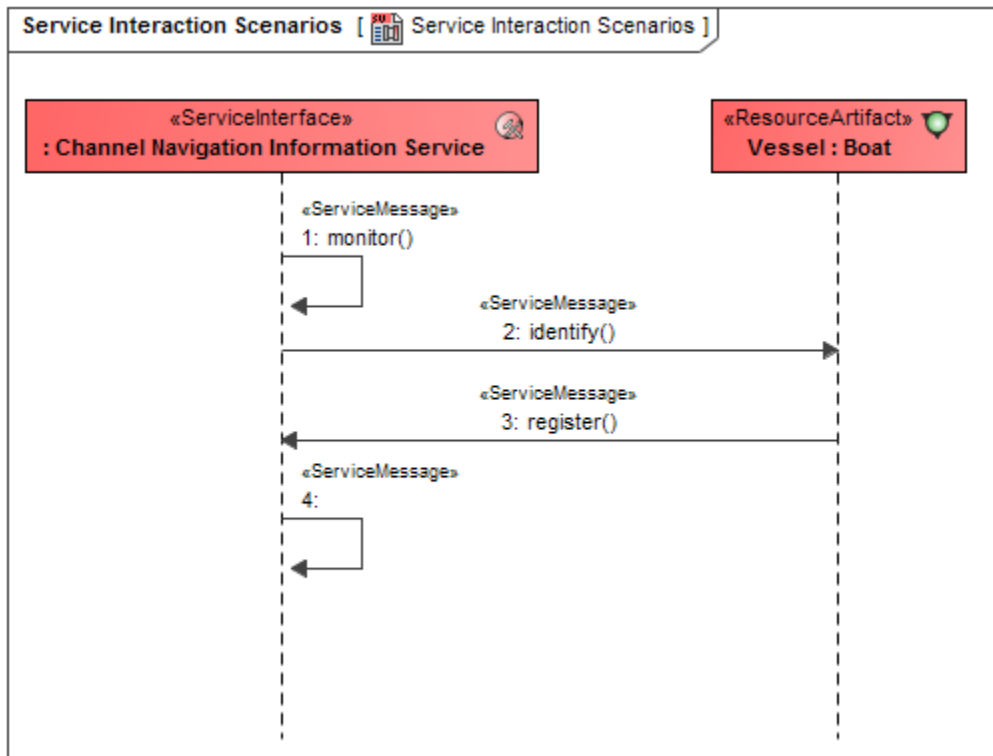 Service Interaction Scenarios [ Service Interaction Scenarios ]
«ServiceInterface»
: Channel Navigation Information Service
«ResourceArtifact»
Vessel : Boat
«ServiceMessage»
1: monitor()
«ServiceMessage»
2: identify()
«ServiceMessage»
3: register()
«ServiceMessage»
4: